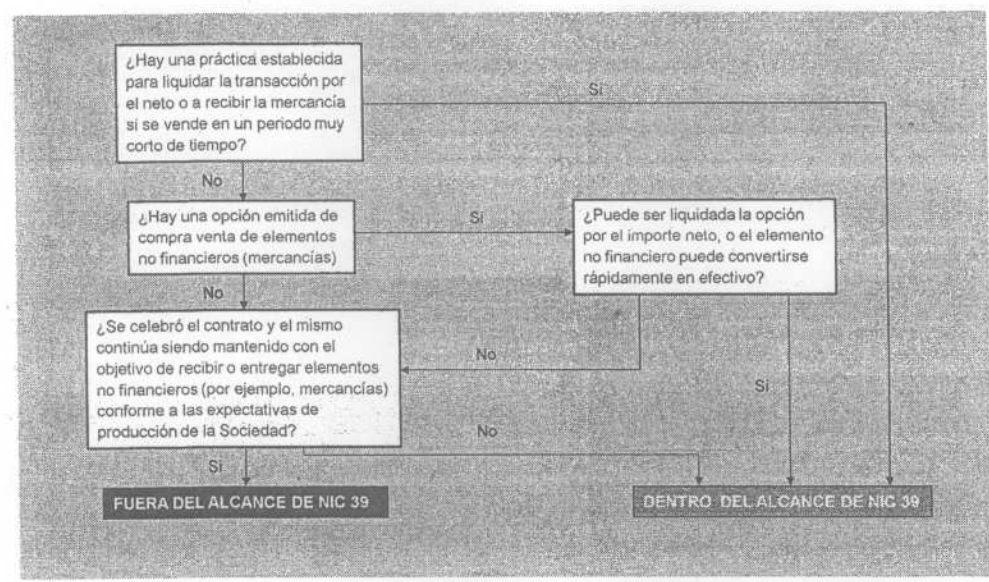 ¿Hay una práctica establecida
para liquidar la transacción por
el neto o a recibir la mercancía
si se vende en un periodo muy
corto de tiempo?
Si
No
¿Hay una opción emitida de
compra venta de elementos
no financieros (mercancías)
Si
¿Puede ser liquidada la opción
por el importe neto, o el elemento
no financiero puede convertirse
rápidamente en efectivo?
No
¿Se celebró el contrato y el mismo
continúa siendo mantenido con el
objetivo de recibir o entregar elementos
no financieros (por ejemplo, mercancías)
conforme a las expectativas de
producción de la Sociedad?
No
Si
No
Si
FUERA DEL ALCANCE DE NIC 39
DENTRO DEL ALCANCE DE NIC 39